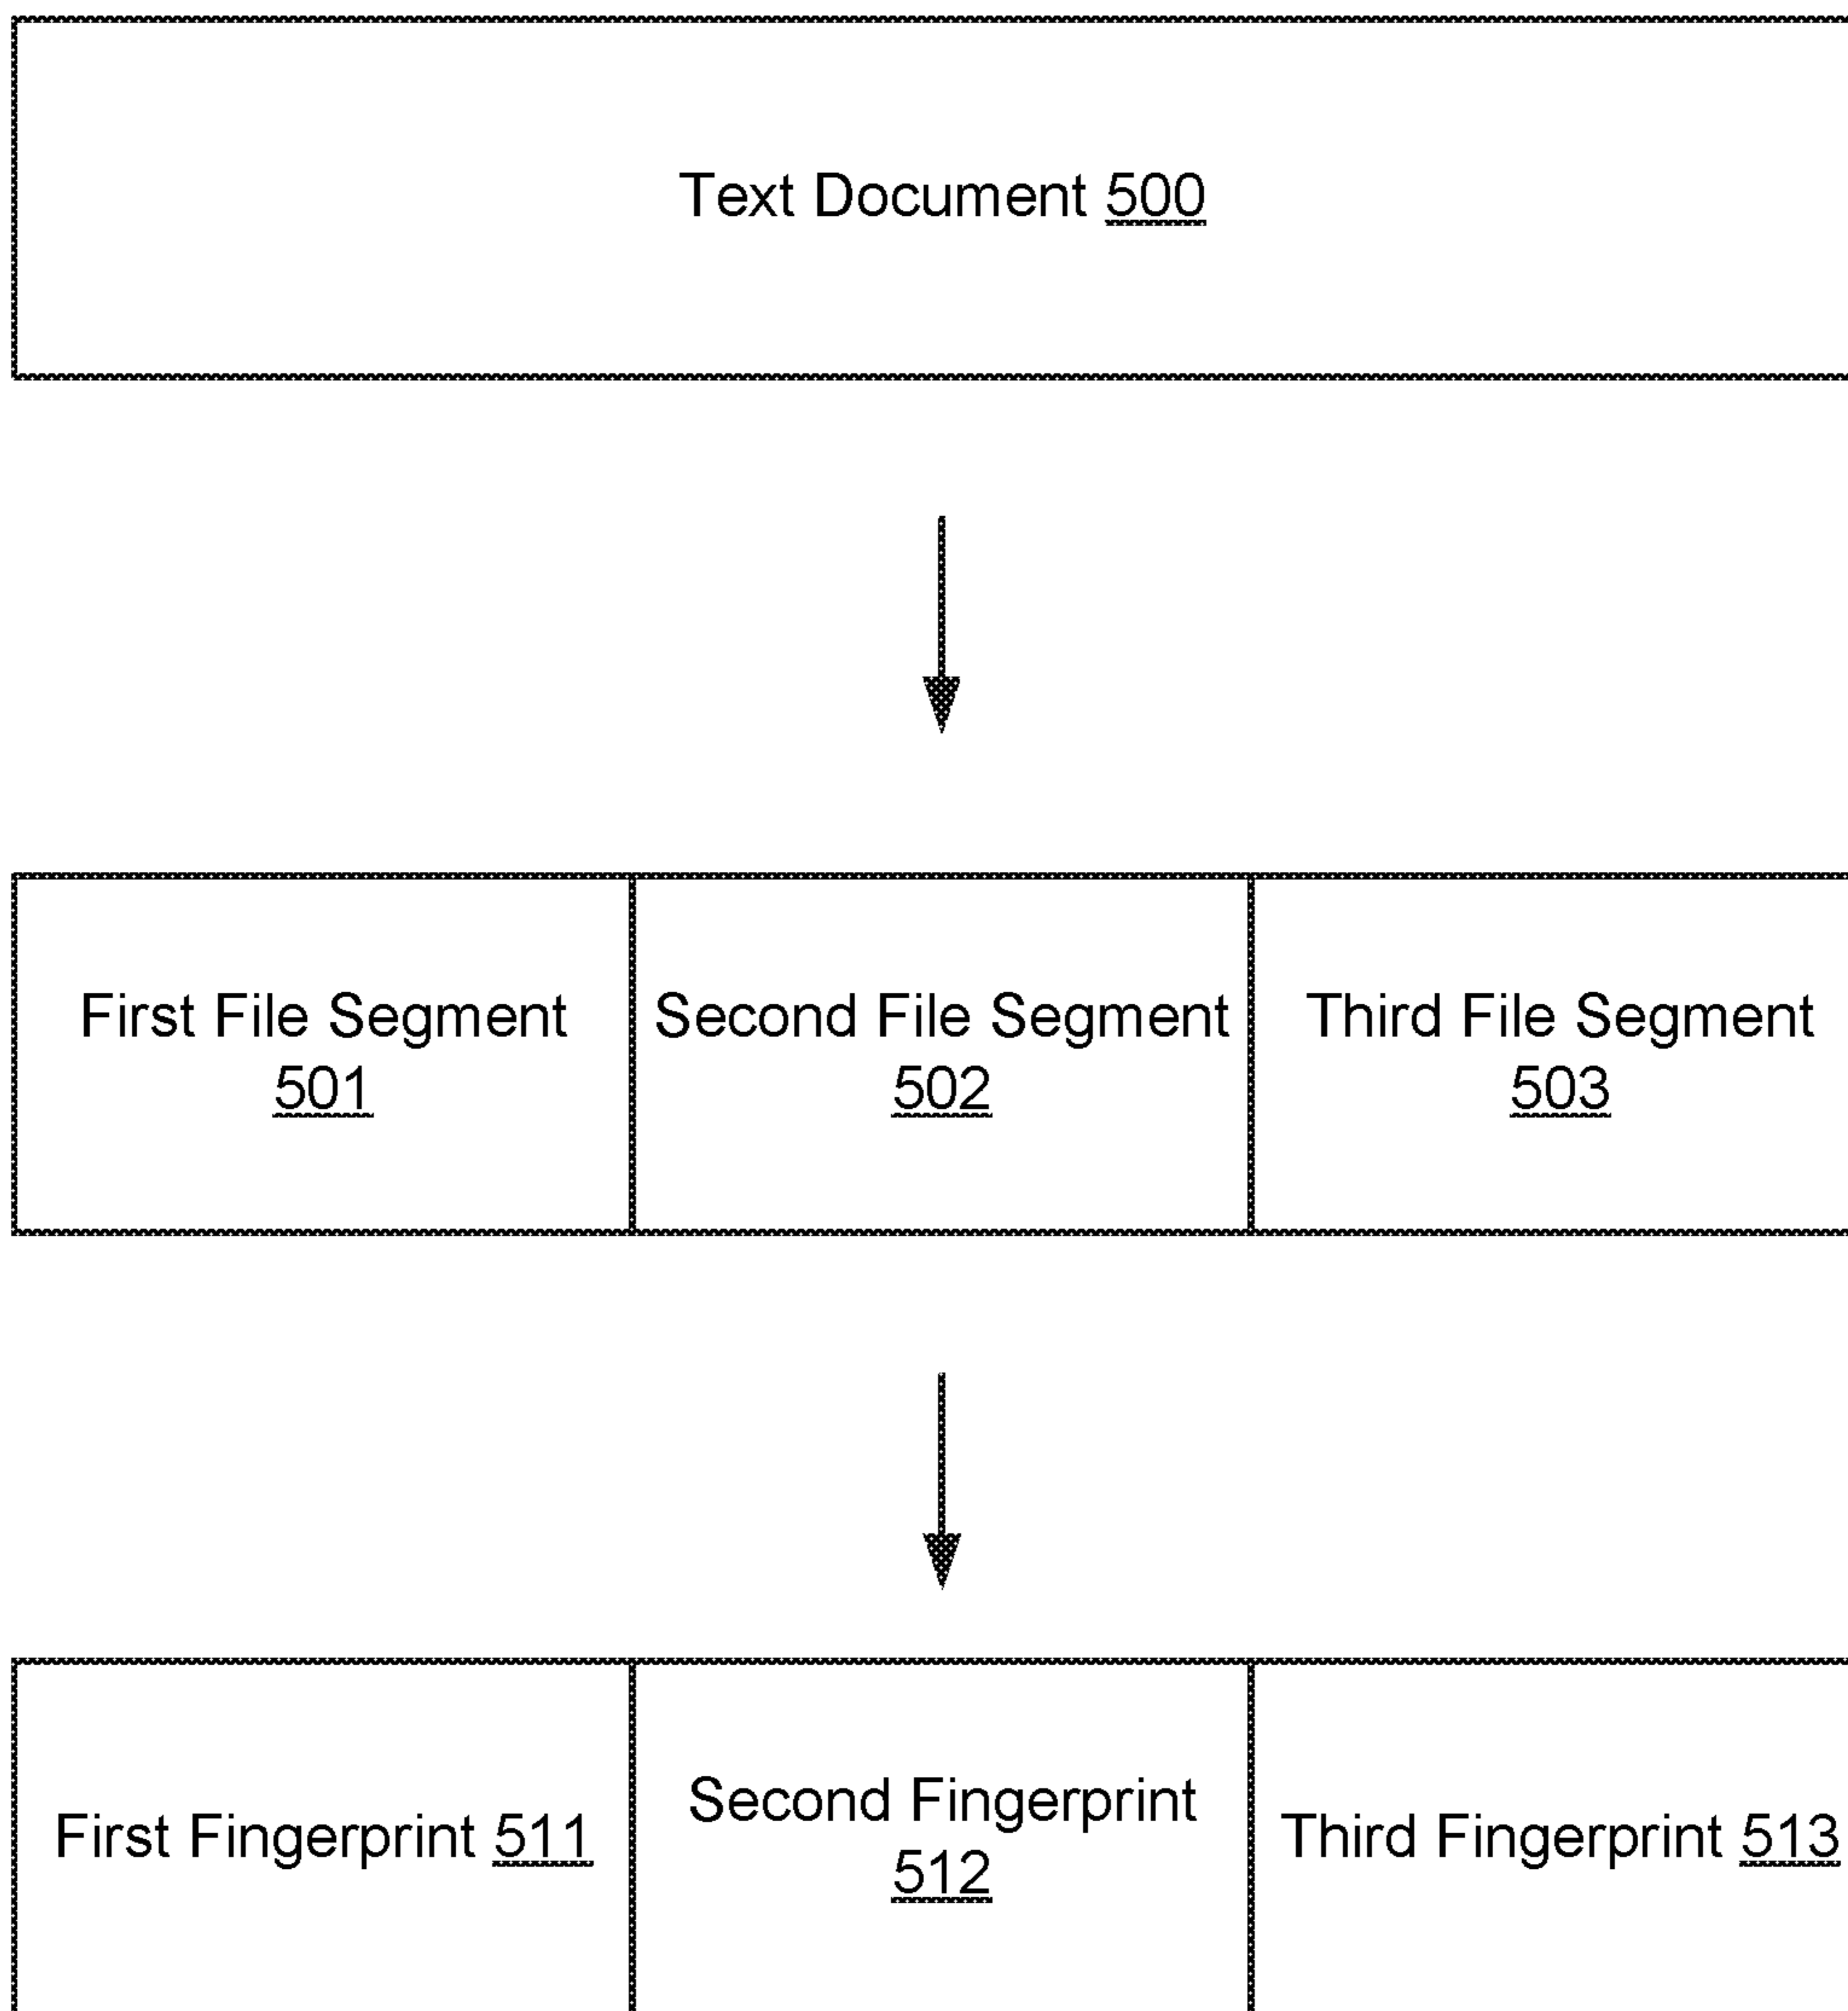 Text Document 500
First File Segment
501
Second File Segment
502
Third File Segment
503
First Fingerprint 511
Second Fingerprint
512
Third Fingerprint 513